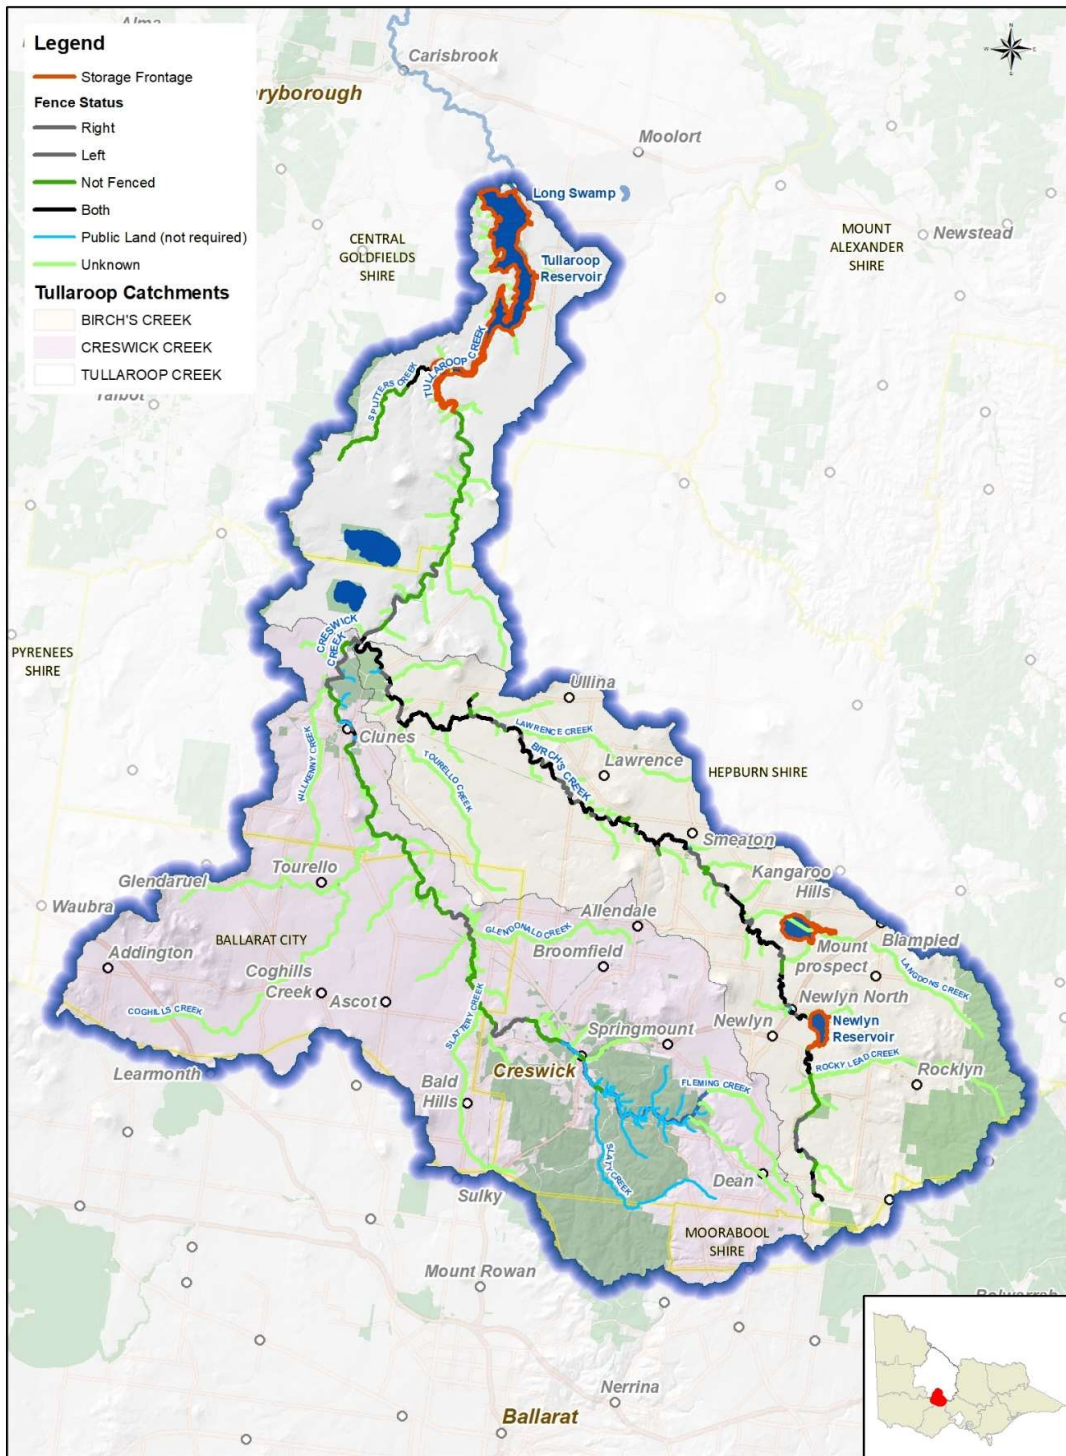 Alma
Carisbrook
Legend
Storage Frontage
ryborough
Fence Status
Right
Left
Not Fenced
Both
Public Land (not required)
Unknown
Tullaroop Catchments
BIRCH'S CREEK
CRESWICK CREEK
TULLAROOP CREEK
Talbot
N
W
E
S
Moolort
Long Swamp
CENTRAL
GOLDFIELDS
SHIRE
MOUNT
ALEXANDER
SHIRE
Newstead
Tullaroop
Reservoir
TULLAROOP CREEK
SPLITTERS CREEK
CRESWICK
CREEK
PYRENEES
SHIRE
Ullina
Clunes
LAWRENCE CREEK
BIRCH'S CREEK
Lawrence
HEPBURN SHIRE
TOURELLO CREEK
Smeaton
Kangaroo
Hills
Tourello
Glendaruel
Waubra
Allendale
GLENDONALD CREEK
Broomfield
BALLARAT CITY
Addington
Coghills
Creek
Ascot
COGHILLS CREEK
SLATTERY CREEK
Blampied
Mount
prospect
LANGDONS CREEK
Newlyn North
Newlyn
Newlyn
Reservoir
ROCKY LEAD CREEK
Rocklyn
Springmount
Creswick
Learmonth
Bald
Hills
FLEMING CREEK
SLATY CREEK
Dean
Sulky
MOORABOOL
SHIRE
Mount Rowan
Nerrina
Ballarat